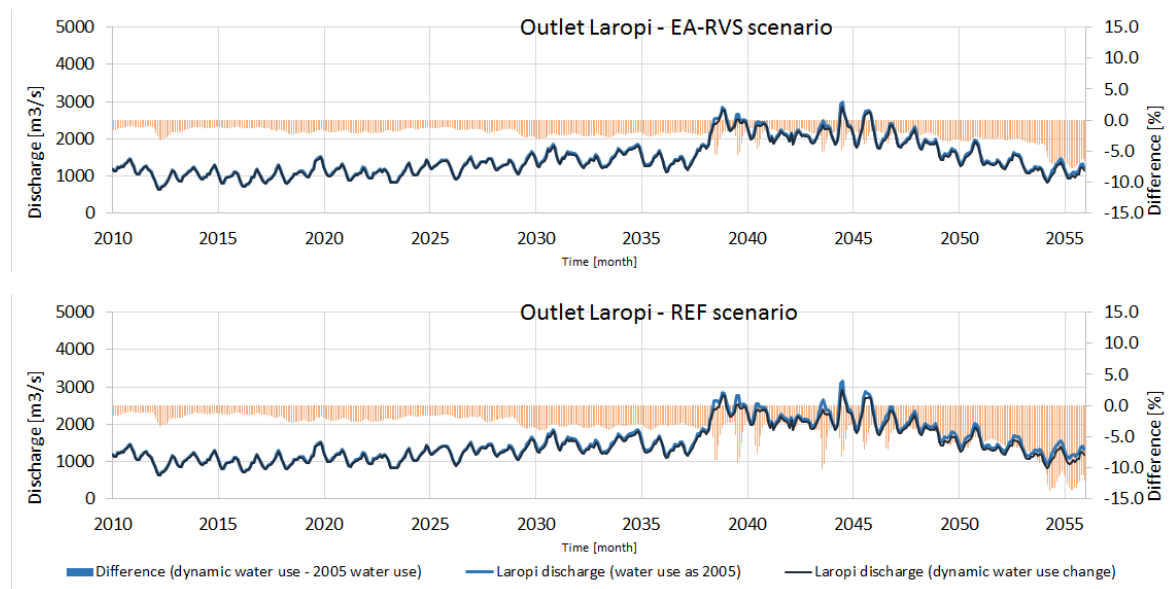 Outlet Laropi - EA-RVS scenario
Discharge [m3/s]
5000
4000
3000
2000
1000
0
15.0
10.0
5.0
0.0
-5.0
-10.0
-15.0
Difference [%]
2010 2015 2020 2025 2030 2035 2040 2045 2050 2055
Time [month]
Outlet Laropi - REF scenario
Discharge [m3/s]
5000
4000
3000
2000
1000
0
15.0
10.0
5.0
0.0
-5.0
-10.0
-15.0
Difference [%]
2010 2015 2020 2025 2030 2035 2040 2045 2050 2055
Time [month]
Difference (dynamic water use - 2005 water use) Laropi discharge (water use as 2005) Laropi discharge (dynamic water use change)